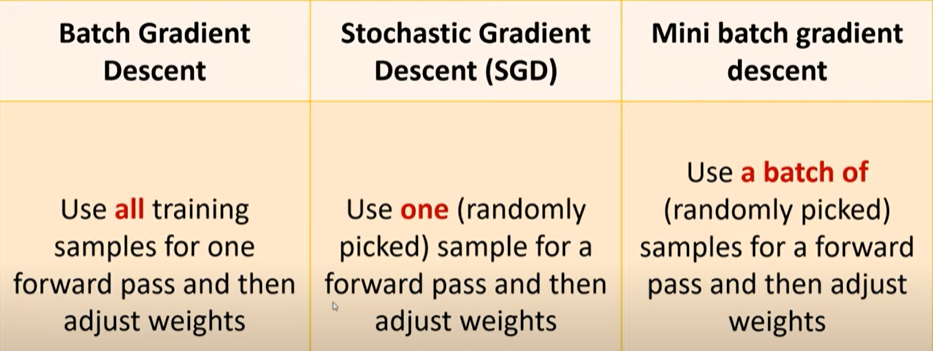 Batch Gradient
Descent
Stochastic Gradient
Descent (SGD)
Mini batch gradient
descent
Use all training
samples for one
forward pass and then
adjust weights
Use one (randomly
picked) sample for a
forward pass and then
adjust weights
Use a batch of
(randomly picked)
samples for a forward
pass and then adjust
weights